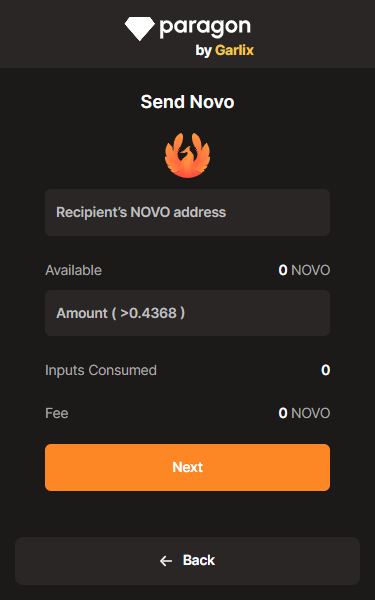 paragon
by Garlix
Send Novo
Recipient’s NOVO address
Available 0 NOVO
Amount ( >0.4368 )
Inputs Consumed 0
Fee 0 NOVO
Next
← Back